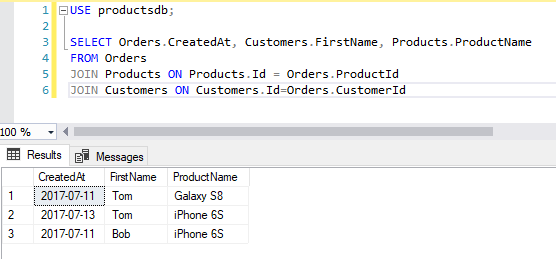 1 USE productsdb;
2
3 SELECT Orders.CreatedAt, Customers.FirstName, Products.ProductName
4 FROM Orders
5 JOIN Products ON Products.Id = Orders.ProductId
6 JOIN Customers ON Customers.Id=Orders.CustomerId
100 %
Results Messages
CreatedAt FirstName ProductName
1 2017-07-11 Tom Galaxy S8
2 2017-07-13 Tom iPhone 6S
3 2017-07-11 Bob iPhone 6S